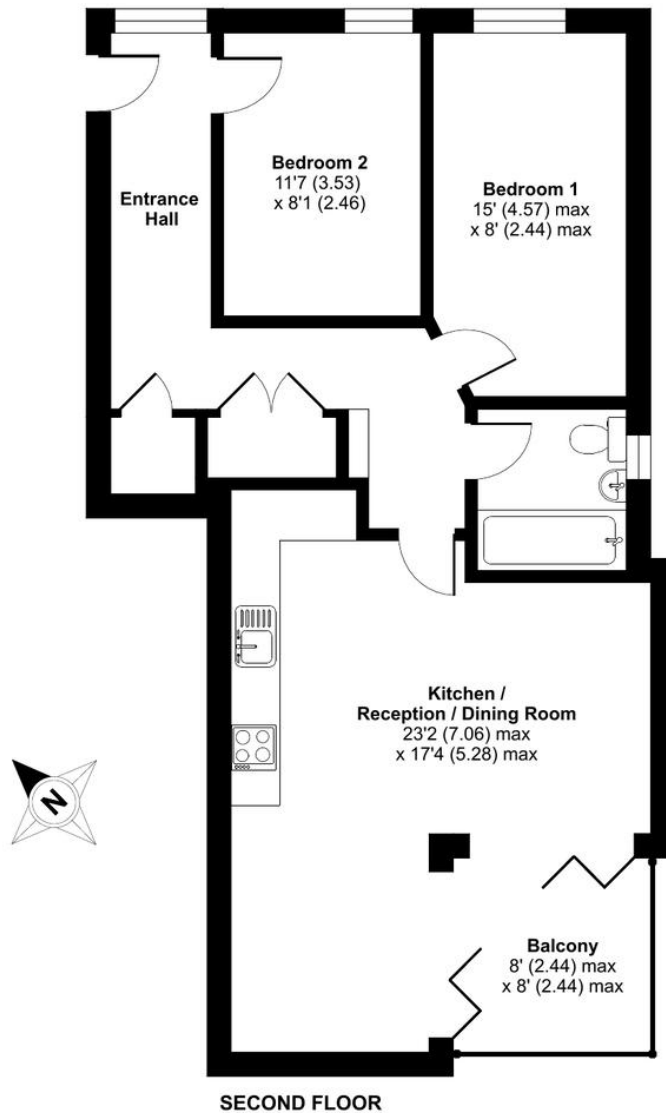 Bedroom 2
11'7 (3.53)
x 8'1 (2.46)
Bedroom 1
15' (4.57) max
x 8' (2.44) max
Entrance
Hall
Kitchen /
Reception / Dining Room
23'2 (7.06) max
x 17'4 (5.28) max
N
Balcony
8' (2.44) max
x 8' (2.44) max
SECOND FLOOR